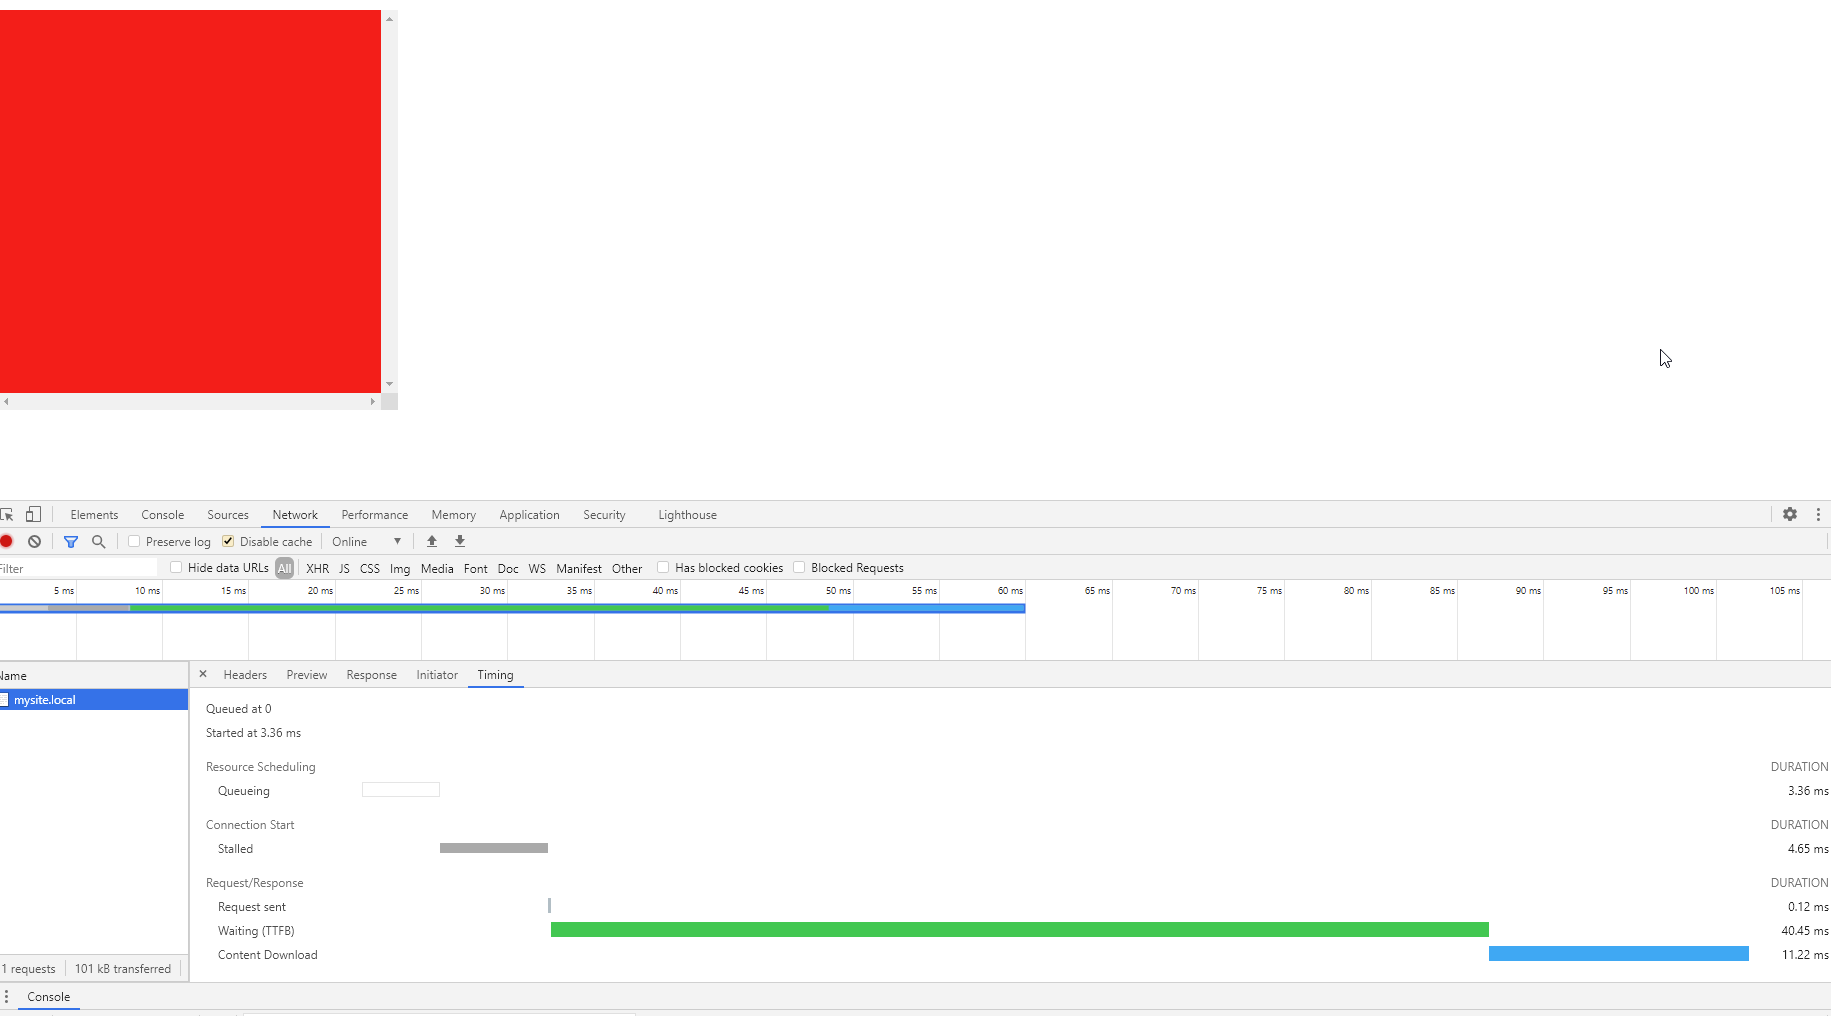 Elements Console Sources Network Performance Memory Application Security Lighthouse
Preserve log Disable cache Online
Filter Hide data URLs All XHR JS CSS Img Media Font Doc WS Manifest Other Has blocked cookies Blocked Requests
5 ms 10 ms 15 ms 20 ms 25 ms 30 ms 35 ms 40 ms 45 ms 50 ms 55 ms 60 ms 65 ms 70 ms 75 ms 80 ms 85 ms 90 ms 95 ms 100 ms 105 ms
Name × Headers Preview Response Initiator Timing
mysite.local
Queued at 0
Started at 3.36 ms
Resource Scheduling DURATION
Queueing 3.36 ms
Connection Start DURATION
Stalled 4.65 ms
Request/Response DURATION
Request sent 0.12 ms
Waiting (TTFB) 40.45 ms
Content Download 11.22 ms
1 requests 101 kB transferred
Console